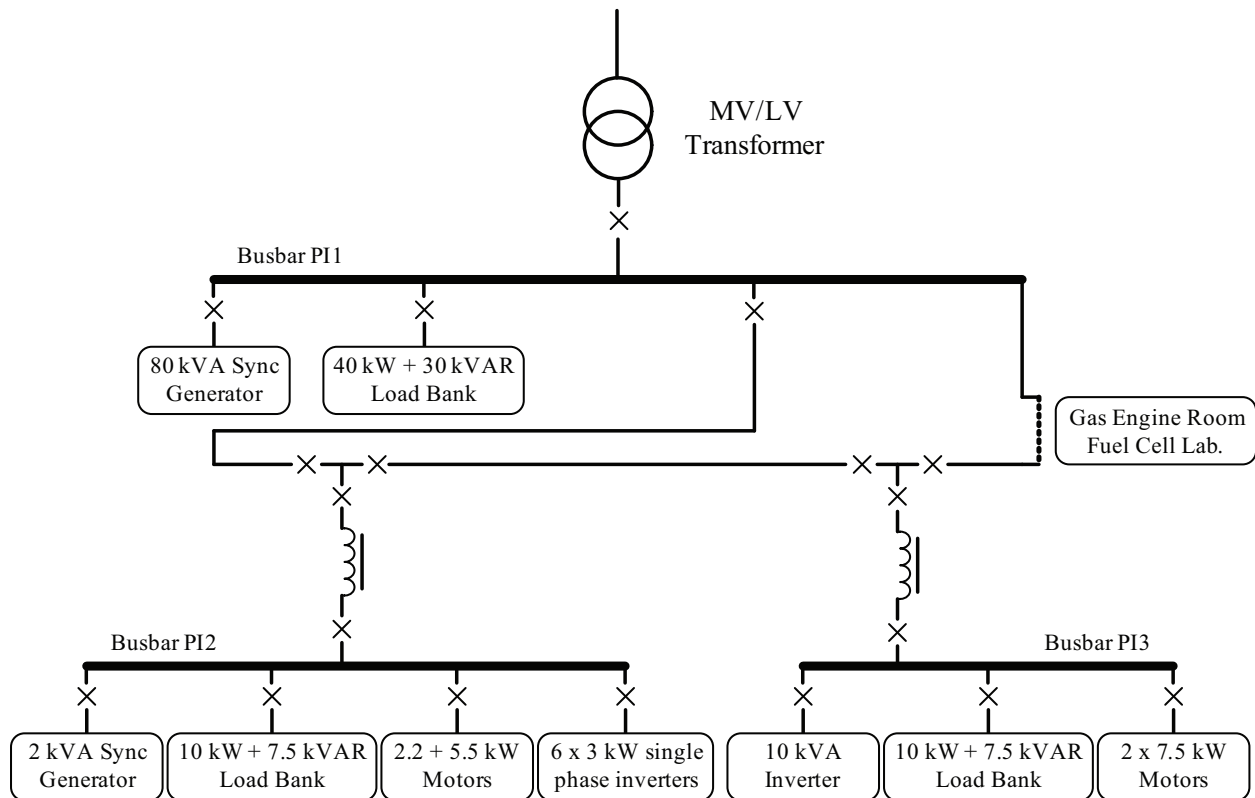 MV/LV
Transformer
Busbar PI1
80 kVA Sync
Generator
40 kW + 30 kVAR
Load Bank
Gas Engine Room
Fuel Cell Lab.
Busbar PI2
Busbar PI3
2 kVA Sync
Generator
10 kW + 7.5 kVAR
Load Bank
2.2 + 5.5 kW
Motors
6 x 3 kW single
phase inverters
10 kVA
Inverter
10 kW + 7.5 kVAR
Load Bank
2 x 7.5 kW
Motors